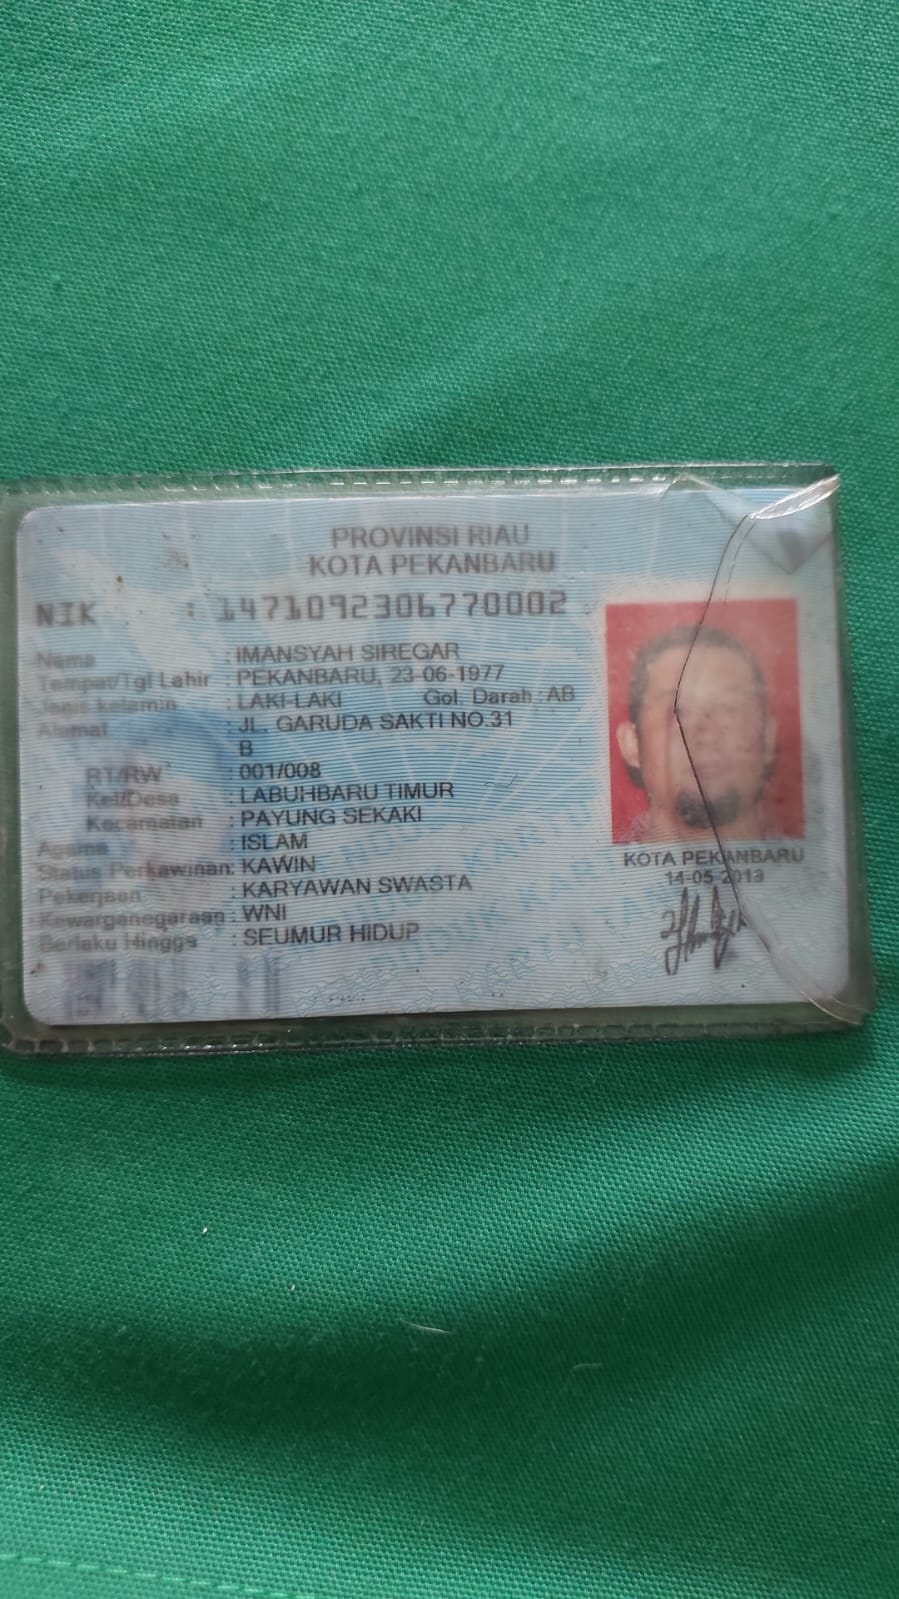 PROVINSI RIAU
KOTA PEKANBARU
NIK : 1471092306770002
Nama : IMANSYAH SIREGAR
Tempat/Tgl Lahir : PEKANBARU, 23-06-1977
Jenis kelamin : LAKI-LAKI Gol. Darah : AB
Alamat : JL. GARUDA SAKTI NO.31
B
RT/RW : 001/008
Kel/Desa : LABUHBARU TIMUR
Kecamatan : PAYUNG SEKAKI
Agama : ISLAM
Status Perkawinan: KAWIN
Pekerjaan : KARYAWAN SWASTA
Kewarganegaraan : WNI
Berlaku Hingga : SEUMUR HIDUP
KOTA PEKANBARU
14-05-2013